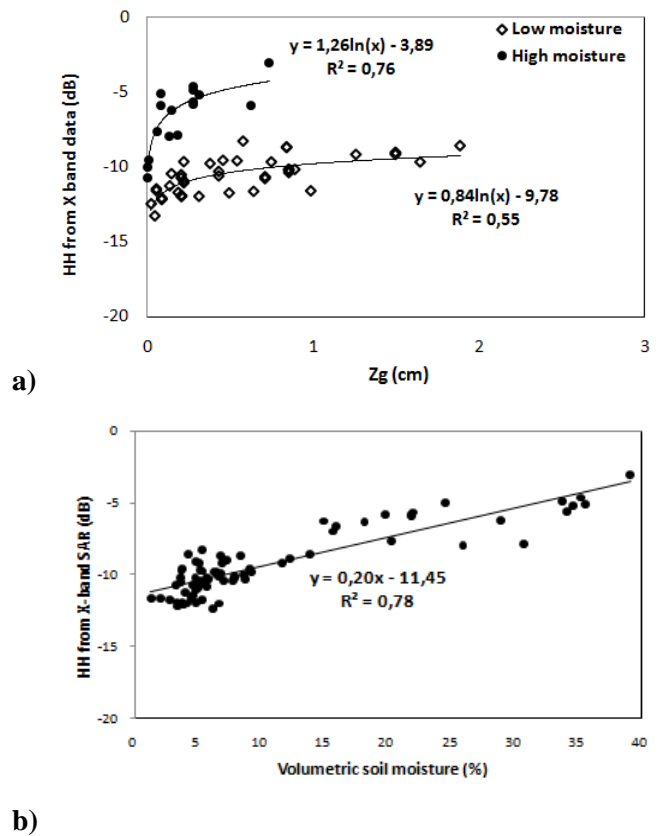 0
-5
-10
-15
-20
HH from X band data (dB)
y = 1,26ln(x) - 3,89
R² = 0,76
Low moisture
High moisture
y = 0,84ln(x) - 9,78
R² = 0,55
0 1 2 3
Zg (cm)
a)
0
-5
-10
-15
-20
HH from X-band SAR (dB)
y = 0,20x - 11,45
R² = 0,78
0 5 10 15 20 25 30 35 40
Volumetric soil moisture (%)
b)